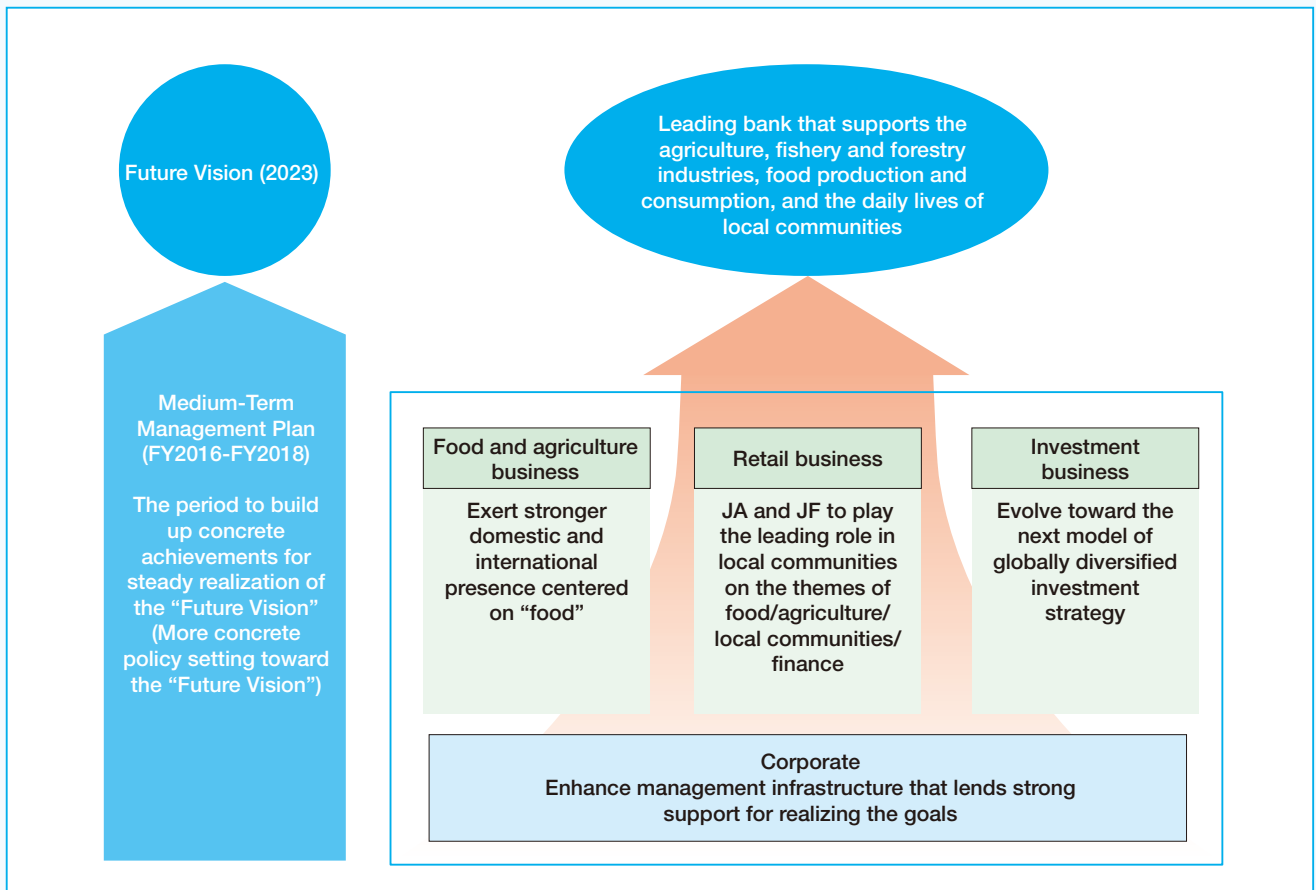 Future Vision (2023)
Leading bank that supports the
agriculture, fishery and forestry
industries, food production and
consumption, and the daily lives of
local communities
Medium-Term
Management Plan
(FY2016-FY2018)
The period to build
up concrete
achievements for
steady realization of
the “Future Vision”
(More concrete
policy setting toward
the “Future Vision”)
Food and agriculture
business
Exert stronger
domestic and
international
presence centered
on “food”
Retail business
JA and JF to play
the leading role in
local communities
on the themes of
food/agriculture/
local communities/
finance
Investment
business
Evolve toward the
next model of
globally diversified
investment
strategy
Corporate
Enhance management infrastructure that lends strong
support for realizing the goals